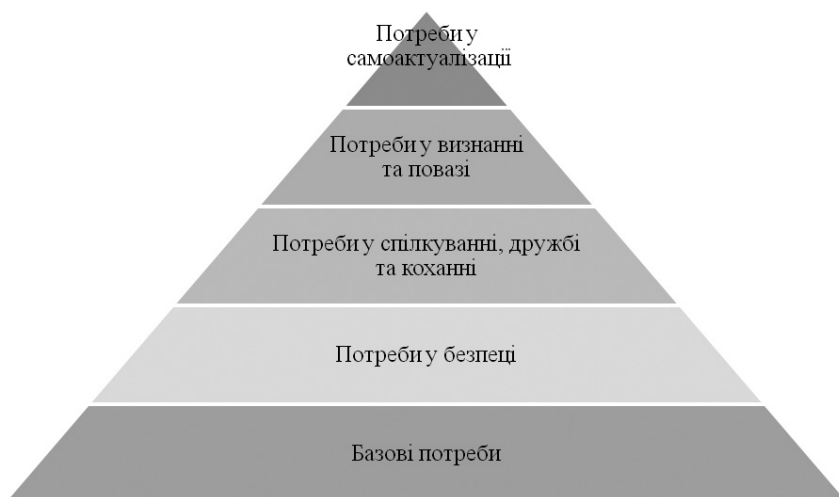 Потреби у
самоактуалізації
Потреби у визнанні
та повазі
Потреби у спілкуванні, дружбі
та коханні
Потреби у безпеці
Базові потреби